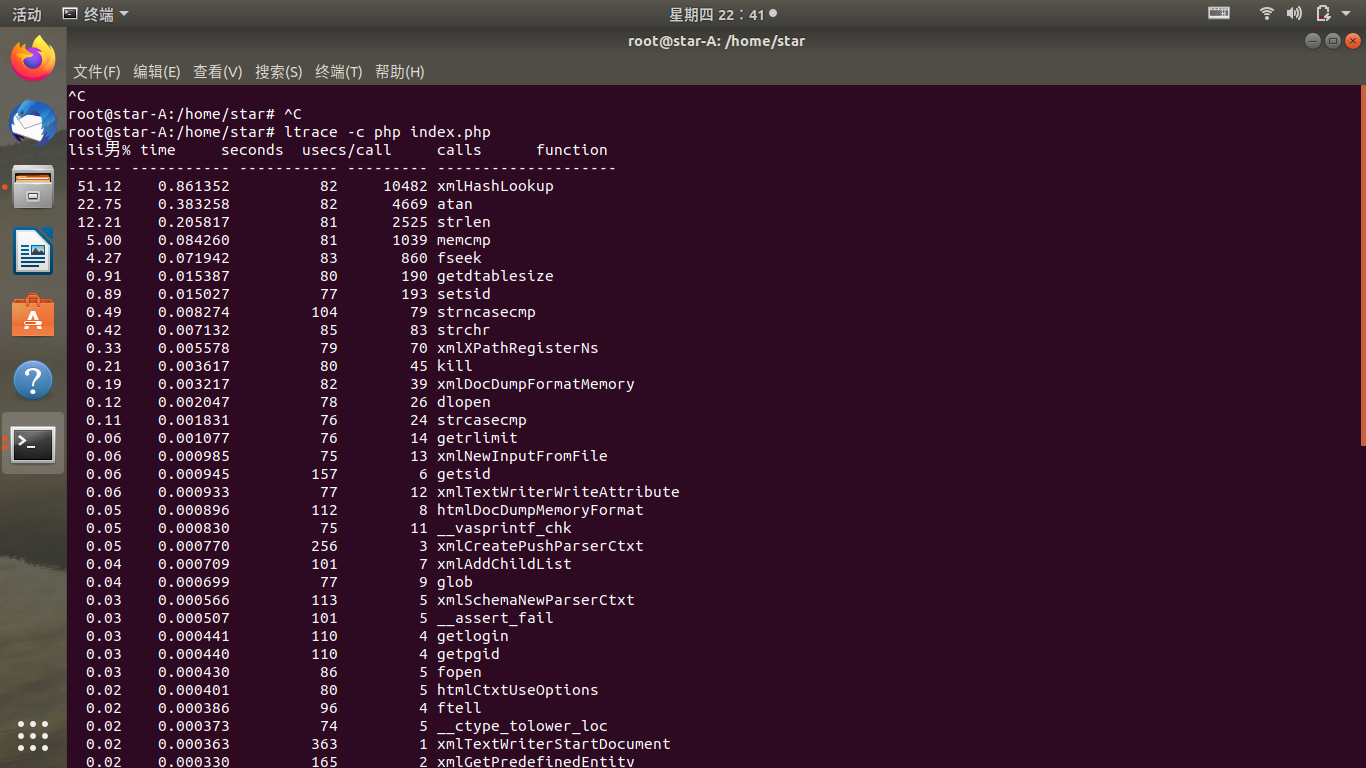 活动 终端 星期四 22：41
root@star-A: /home/star
文件(F) 编辑(E) 查看(V) 搜索(S) 终端(T) 帮助(H)
^C
root@star-A:/home/star# ^C
root@star-A:/home/star# ltrace -c php index.php
lisi男% time     seconds  usecs/call     calls      function
------ ----------- ----------- --------- --------------------
 51.12    0.861352          82     10482 xmlHashLookup
 22.75    0.383258          82      4669 atan
 12.21    0.205817          81      2525 strlen
  5.00    0.084260          81      1039 memcmp
  4.27    0.071942          83       860 fseek
  0.91    0.015387          80       190 getdtablesize
  0.89    0.015027          77       193 setsid
  0.49    0.008274         104        79 strncasecmp
  0.42    0.007132          85        83 strchr
  0.33    0.005578          79        70 xmlXPathRegisterNs
  0.21    0.003617          80        45 kill
  0.19    0.003217          82        39 xmlDocDumpFormatMemory
  0.12    0.002047          78        26 dlopen
  0.11    0.001831          76        24 strcasecmp
  0.06    0.001077          76        14 getrlimit
  0.06    0.000985          75        13 xmlNewInputFromFile
  0.06    0.000945         157         6 getsid
  0.06    0.000933          77        12 xmlTextWriterWriteAttribute
  0.05    0.000896         112         8 htmlDocDumpMemoryFormat
  0.05    0.000830          75        11 __vasprintf_chk
  0.05    0.000770         256         3 xmlCreatePushParserCtxt
  0.04    0.000709         101         7 xmlAddChildList
  0.04    0.000699          77         9 glob
  0.03    0.000566         113         5 xmlSchemaNewParserCtxt
  0.03    0.000507         101         5 __assert_fail
  0.03    0.000441         110         4 getlogin
  0.03    0.000440         110         4 getpgid
  0.03    0.000430          86         5 fopen
  0.02    0.000401          80         5 htmlCtxtUseOptions
  0.02    0.000386          96         4 ftell
  0.02    0.000373          74         5 __ctype_tolower_loc
  0.02    0.000363         363         1 xmlTextWriterStartDocument
  0.02    0.000330         165         2 xmlGetPredefinedEntity